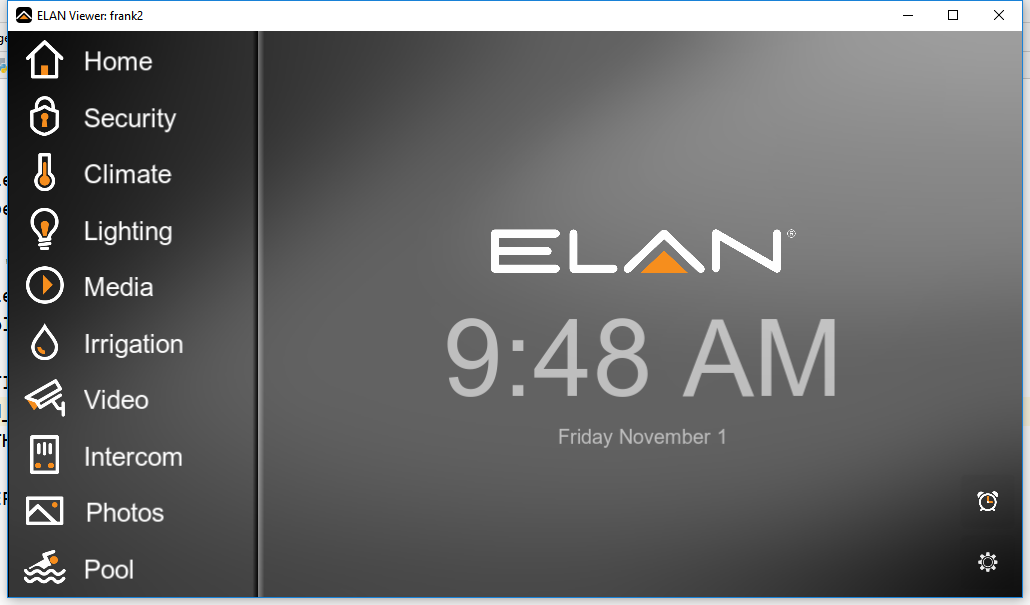 ELAN Viewer: frank2
Home
Security
Climate
Lighting
Media
Irrigation
Video
Intercom
Photos
Pool
ELAN®
9:48 AM
Friday November 1